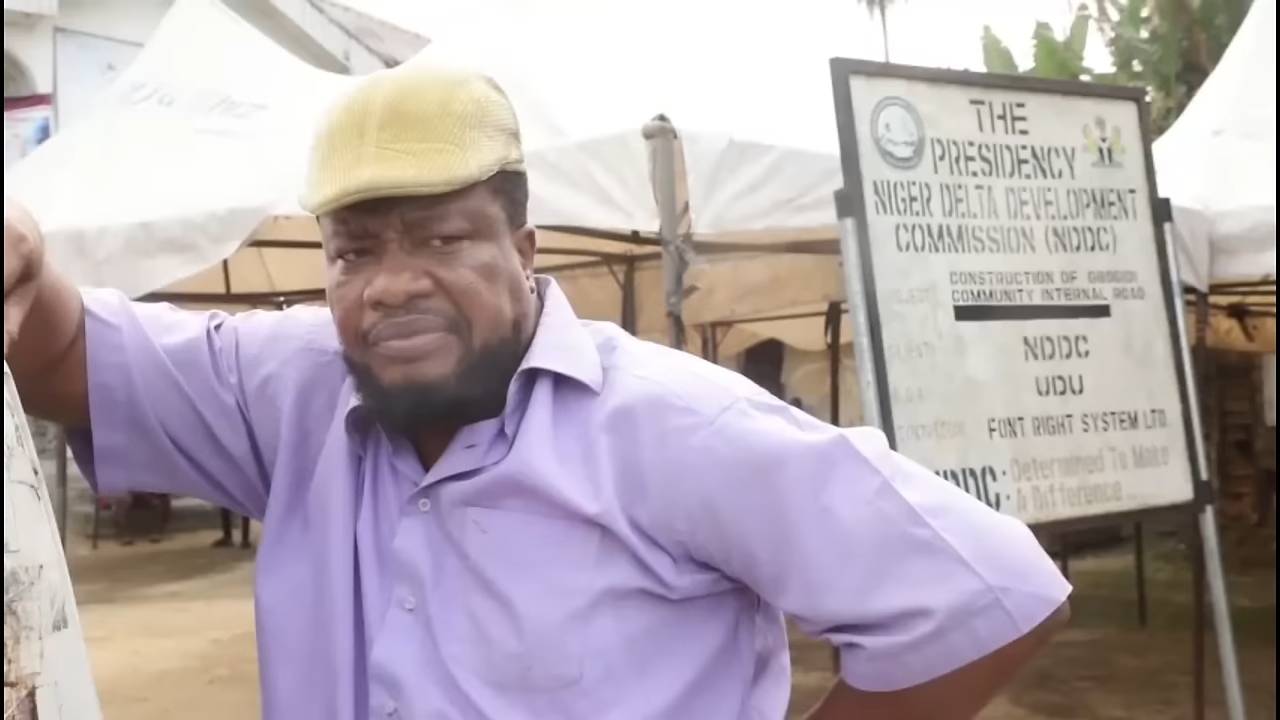 THE
PRESIDENCY
NIGER DELTA DEVELOPMENT
COMMISSION (NDDC)
CONSTRUCTION OF GBOGIDI
COMMUNITY INTERNAL ROAD
NDDC
UDU
FONT RIGHT SYSTEM LTD.
NDDC: Determined To Make
A Difference...